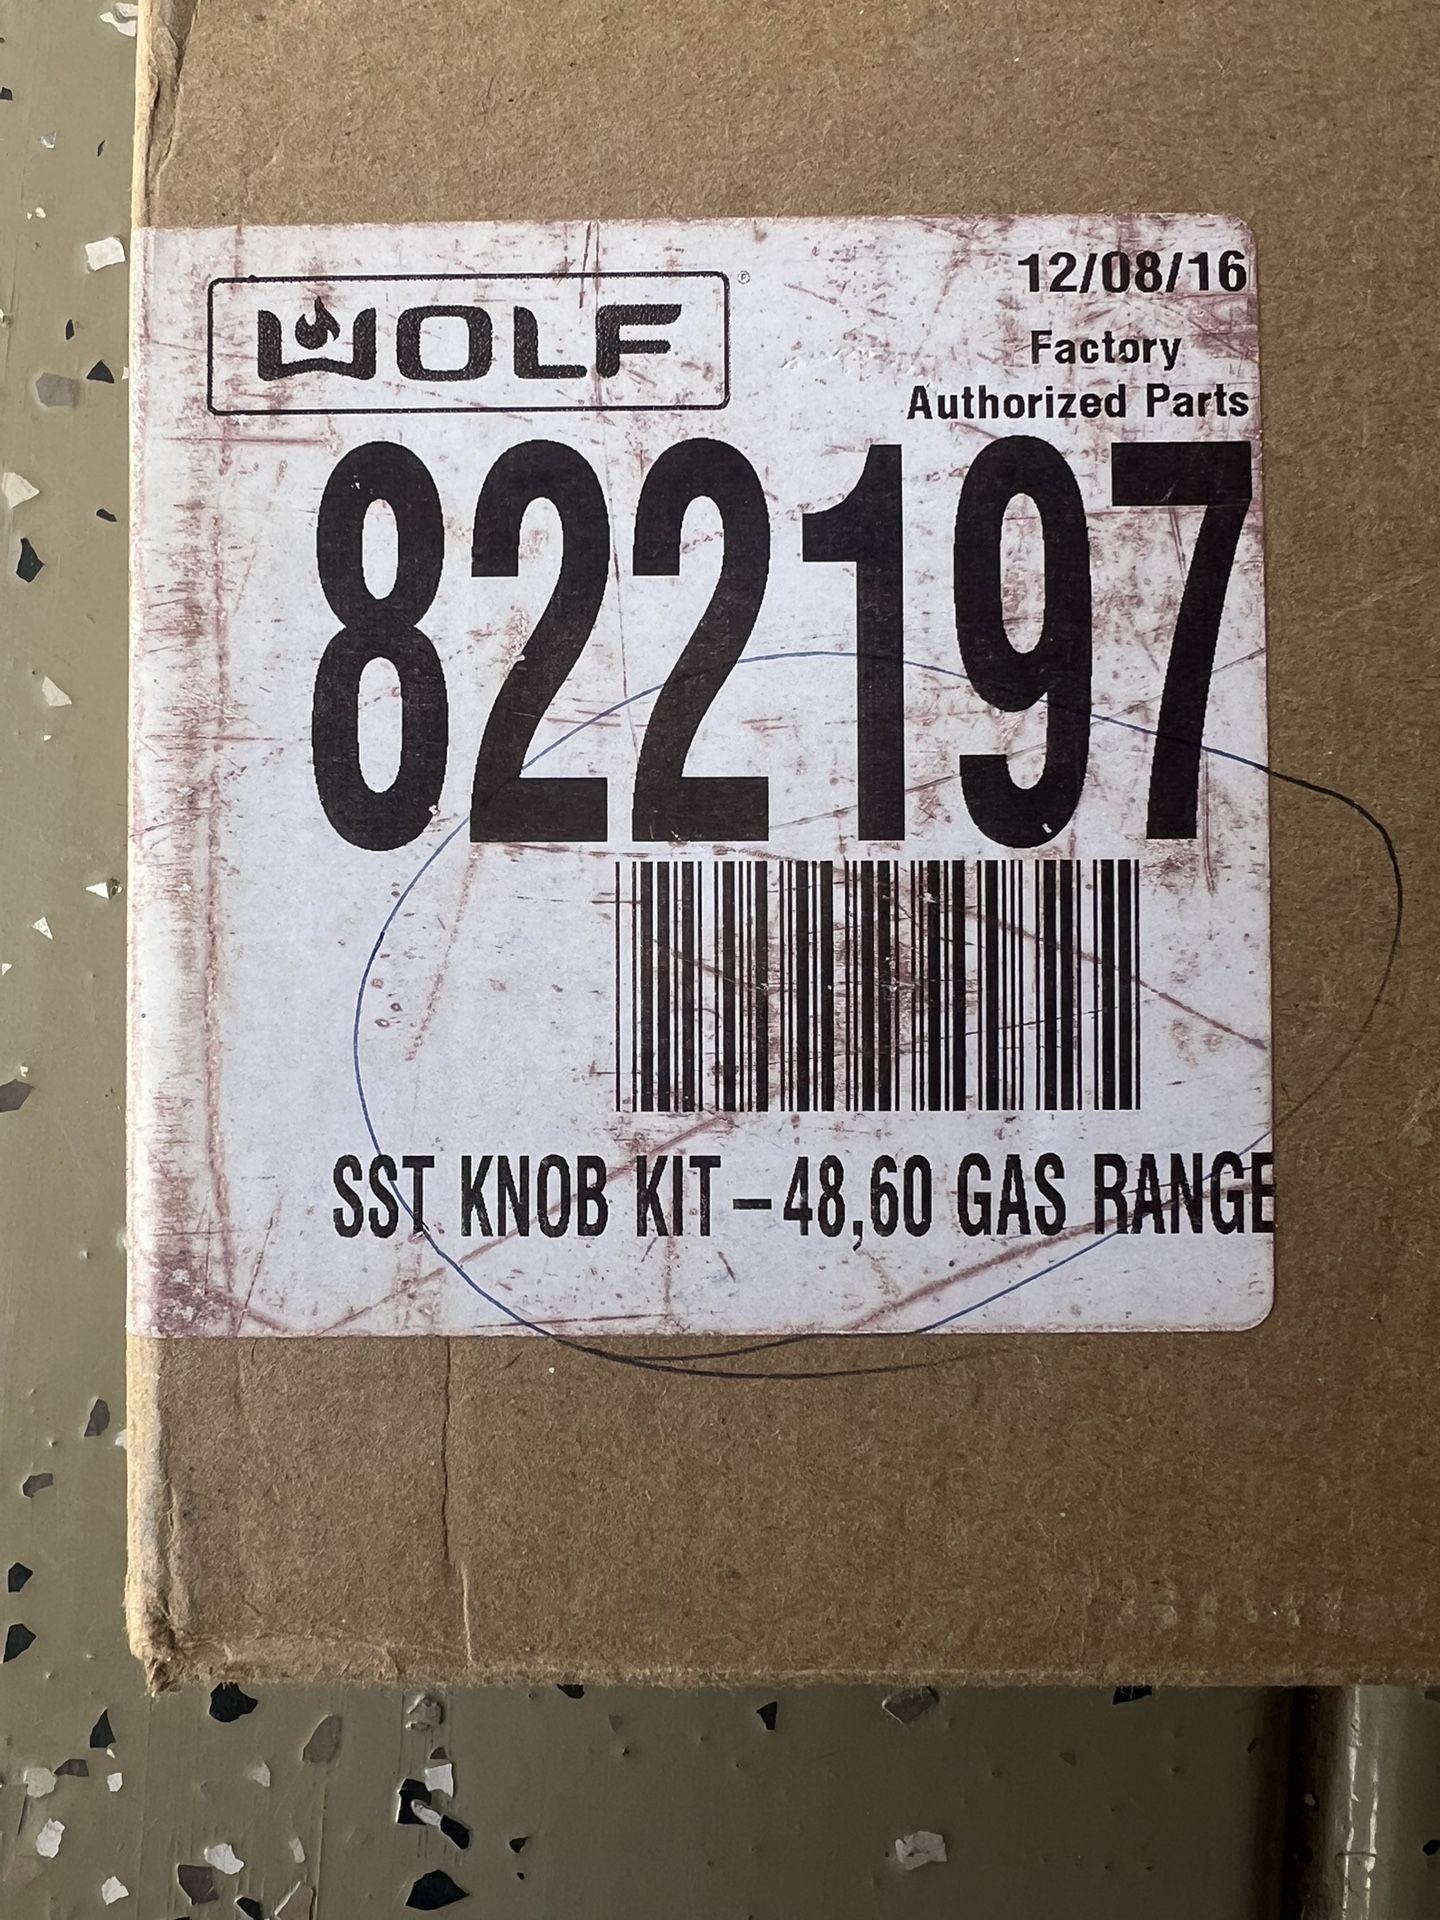 WOLF
12/08/16
Factory
Authorized Parts
822197
SST KNOB KIT – 48,60 GAS RANGE